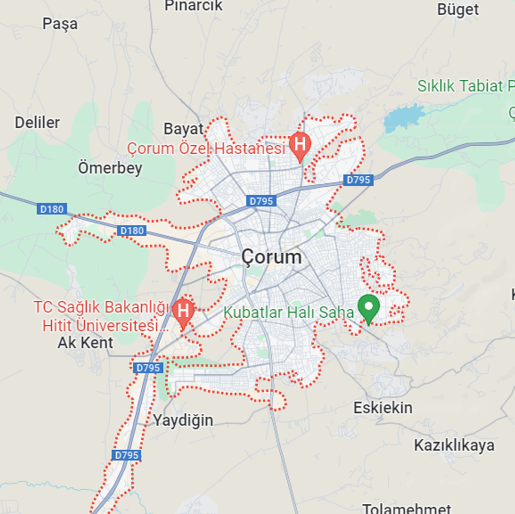 Pınarcık
Paşa
Büget
Sıklık Tabiat P
Deliler
Bayat
Çorum Özel Hastanesi
H
Ömerbey
D795
D795
D180
D180
Çorum
TC Sağlık Bakanlığı
Hitit Üniversitesi...
H
Kubatlar Halı Saha
Ak Kent
D795
Eskiekin
Yaydiğin
Kazıklıkaya
D795
Tolamehmet